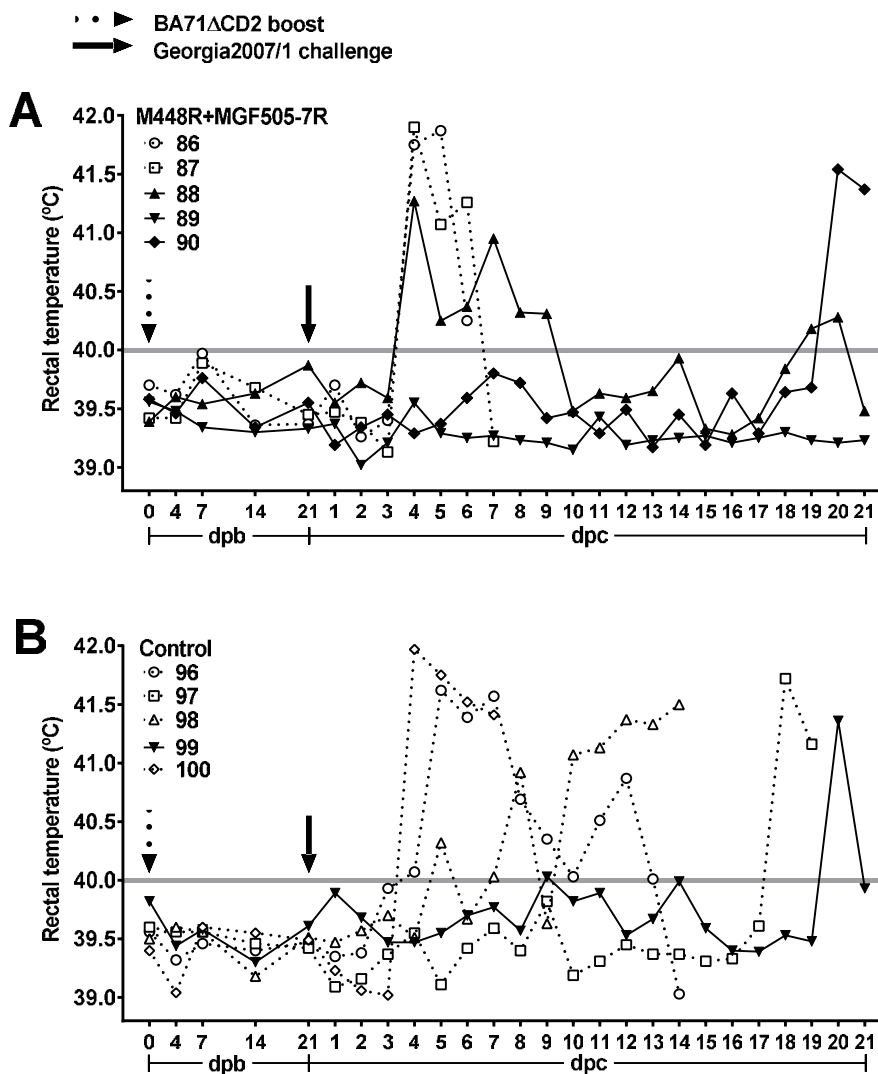 BA71ΔCD2 boost
Georgia2007/1 challenge
A
M448R+MGF505-7R
86
87
88
89
90
Rectal temperature (ºC)
42.0
41.5
41.0
40.5
40.0
39.5
39.0
0 4 7 14 21 1 2 3 4 5 6 7 8 9 10 11 12 13 14 15 16 17 18 19 20 21
dpb dpc
B
Control
96
97
98
99
100
Rectal temperature (ºC)
42.0
41.5
41.0
40.5
40.0
39.5
39.0
0 4 7 14 21 1 2 3 4 5 6 7 8 9 10 11 12 13 14 15 16 17 18 19 20 21
dpb dpc